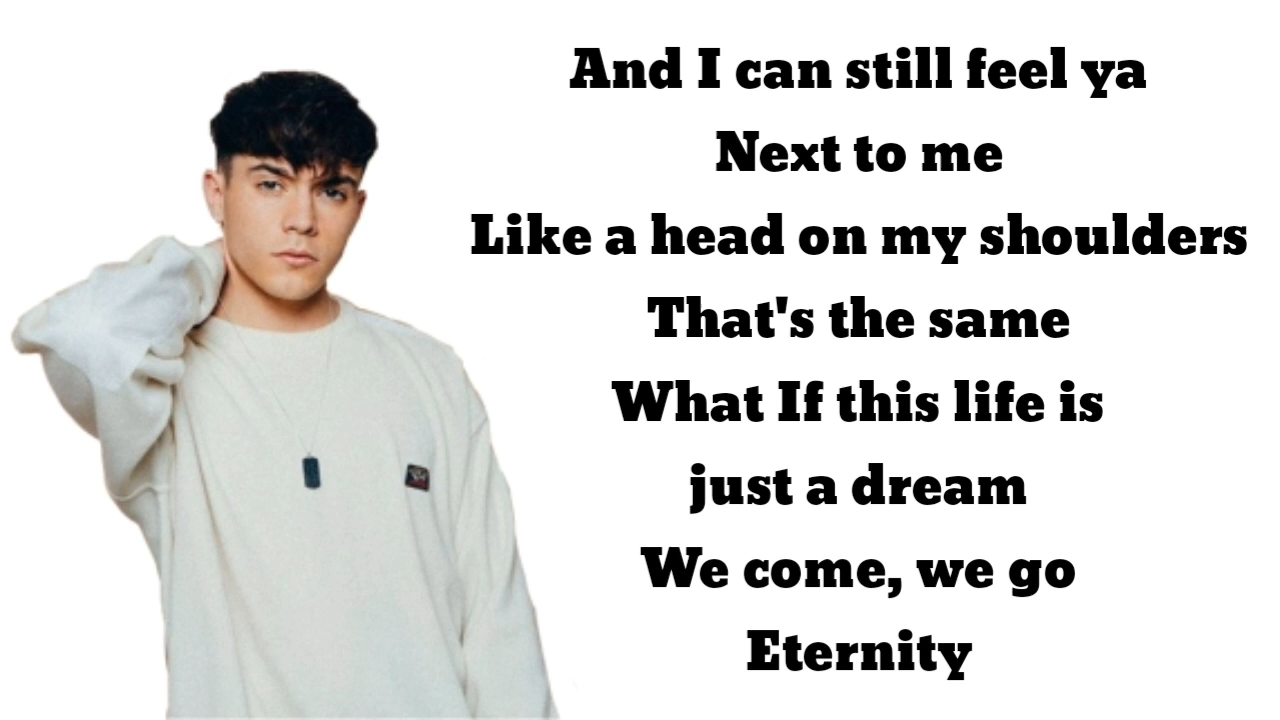 And I can still feel ya
Next to me
Like a head on my shoulders
That's the same
What If this life is
just a dream
We come, we go
Eternity